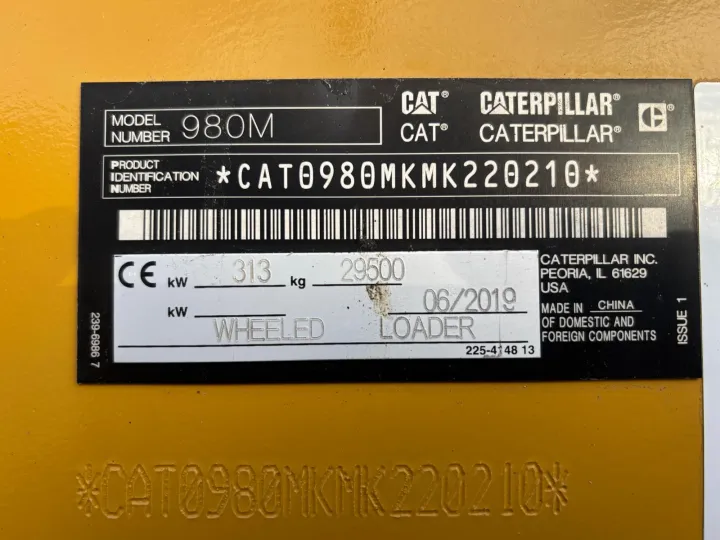 CAT® CATERPILLAR® C®
MODEL NUMBER 980M
CAT® CATERPILLAR®
PRODUCT IDENTIFICATION NUMBER *CAT0980MKMK220210*
CE kW 313 kg 29500
kW 06/2019
WHEELED LOADER
225-4148 13
CATERPILLAR INC.
PEORIA, IL 61629
USA
MADE IN CHINA
OF DOMESTIC AND
FOREIGN COMPONENTS
ISSUE 1
239-6986 7
*CAT0980MKMK220210*